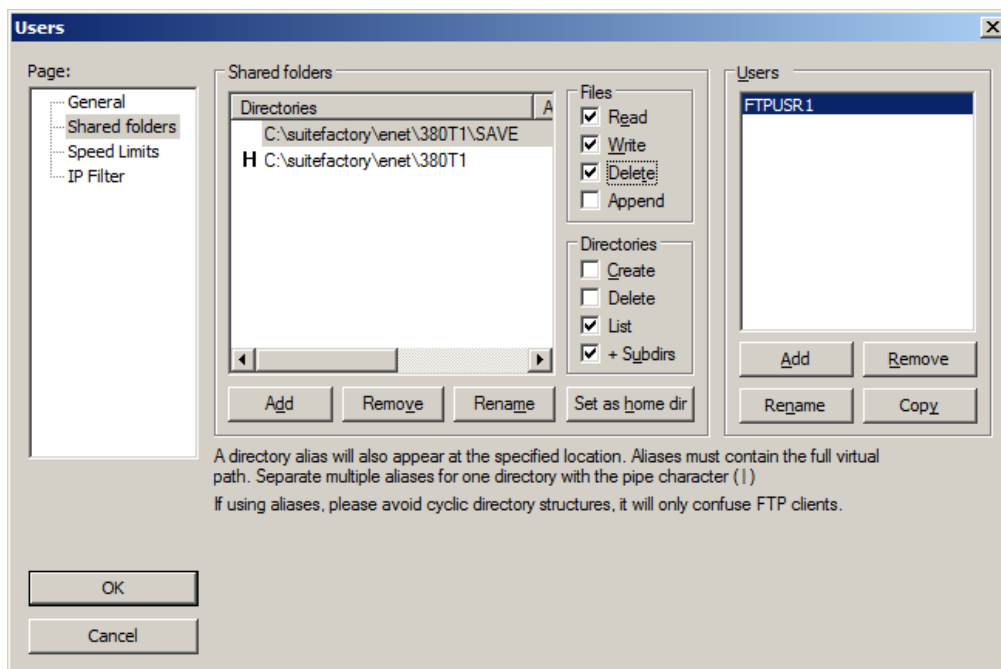 Users
Page:
General
Shared folders
Speed Limits
IP Filter
Shared folders
Directories
A
C:\suitefactory\enet\380T1\SAVE
H C:\suitefactory\enet\380T1
Files
Read
Write
Delete
Append
Directories
Create
Delete
List
+ Subdirs
Add
Remove
Rename
Set as home dir
Users
FTPUSR1
Add
Remove
Rename
Copy
A directory alias will also appear at the specified location. Aliases must contain the full virtual
path. Separate multiple aliases for one directory with the pipe character (|)
If using aliases, please avoid cyclic directory structures, it will only confuse FTP clients.
OK
Cancel